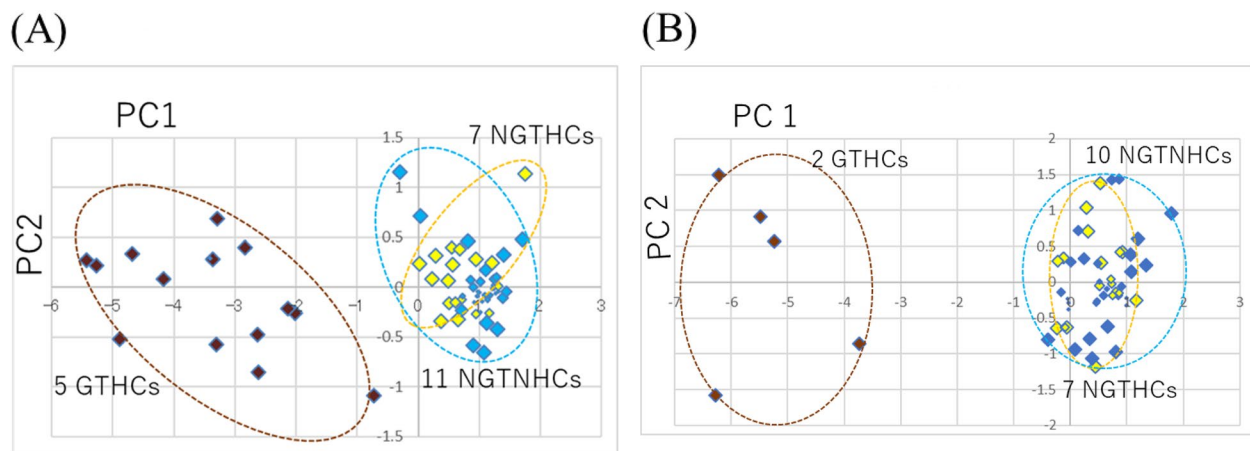 (A)
PC1
PC2
1.5
1
0.5
0
-0.5
-1
-1.5
-6 -5 -4 -3 -2 -1 0 1 2 3
7 NGTHCs
5 GTHCs
11 NGTNHCs
(B)
PC 1
PC 2
2
1.5
1
0.5
0
-0.5
-1
-1.5
-2
-7 -6 -5 -4 -3 -2 -1 0 1 2 3
2 GTHCs
10 NGTNHCs
7 NGTHCs